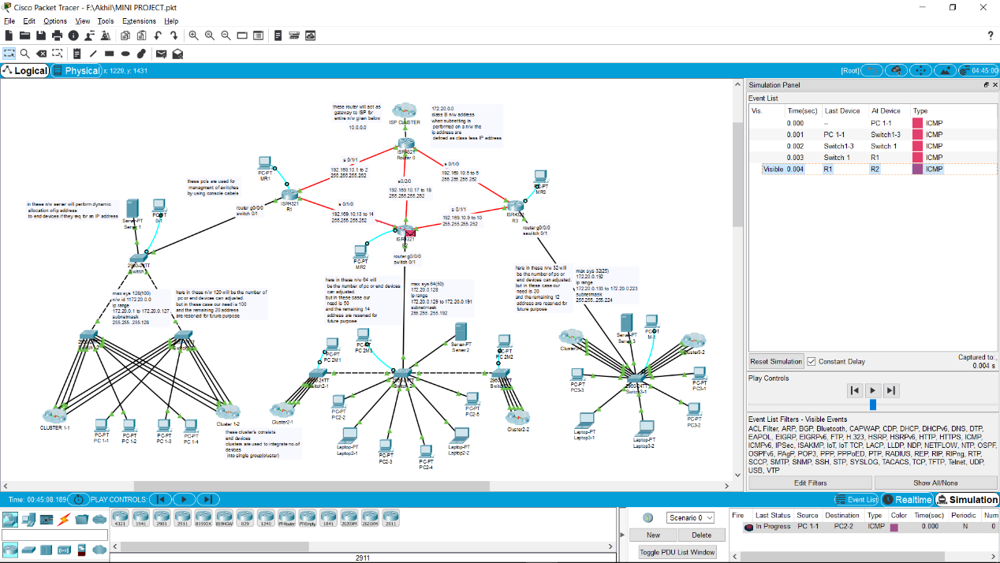 Cisco Packet Tracer - F:\Akhil\MINI PROJECT.pkt
File Edit Options View Tools Extensions Help
Logical Physical x: 1229, y: 1431
[Root] 04:45:00
these router will act as
gateway to ISP for
entire n/w given below
10.0.0.0
ISP CLUSTER
172.20.0.0
class B n/w address
when subnetting is
performed on a n/w the
ip address are
defined as class less IP address
ISR4321
Router 0
s 0/1/1
192.169.10.1 to 2
255.255.255.252
s 0/1/0
192.169.10.5 to 6
255.255.255.252
s0/2/0
192.169.10.17 to 18
255.255.255.252
PC-PT
MR1
ISR4321
R1
s 0/1/0
192.169.10.13 to 14
255.255.255.252
s 0/1/1
192.169.10.9 to 10
255.255.255.252
PC-PT
MR3
ISR4321
R3
these pc's are used for
managment of switches
by using console cabels
router g0/0/0
switch 0/1
in these n/w server will perform dynamic
allocation ofip address
to end devices if they req for an IP address
Server-PT
Server 1
0-1
PC-PT
MR2
router g0/0/0
switch 0/1
router g0/0/0
sswitch 0/1
2960-24TT
max sye 128(100)
n/w id 1172.20.0.0
ip range
172.20.0.1 to 172.20.0.127
subnetmask
255.255. .255.128
here in these n/w 120 will be the number of
pc or end devices can adjusted.
but in these case our need is 100
and the remaining 20 address
are reserved for future purpose
here in these n/w 64 will
be the number of pc or end devices
can adjusted.
but in these case our
need is 50
and the remaining 14
address are reserved for
future purpose
max sys 64(50)
172.20.0.128
ip range
172.20.0.129 to 172.20.0.191
subnetmask
255.255. 255.192
here in these n/w 32 will
be the number of pc or
end devices can adjusted.
but in these case our need
is 20
and the remaining 12
address are reserved for
future purpose
max sys 32(25)
172.20.0.192
ip range
172.20.0.193 to 172.20.0.223
subnetmask
255.255...255.224
CLUSTER 1-1
PC-PT
PC 1-1
PC-PT
PC 1-2
PC-PT
PC 1-3
PC-PT
PC 1-4
Cluster 1-2
these cluster's consists
end devices
clusters are used to integrate no.of
devices
into single group(cluster)
PC-PT
PC 2M1
PC-PT
PC 2M3
Server-PT
Server 2
PC-PT
PC 2M2
Switch2-1
Cluster2-1
PC-PT
PC2-2
Laptop-PT
Laptop2-1
PC-PT
PC2-3
PC-PT
PC2-4
Laptop-PT
Laptop2-2
PC-PT
PC2-5
Cluster2-2
Server-PT
Server 3
PC-PT
M-1
Cluster3-2
PC-PT
PC3-3
2960-24TT
Switch3-1
PC-PT
PC3-1
PC-PT
PC3-2
Laptop-PT
Laptop3-1
Laptop-PT
Laptop3-2
Simulation Panel
Event List
Vis. Time(sec) Last Device At Device Type
0.000 -- PC 1-1 ICMP
0.001 PC 1-1 Switch1-3 ICMP
0.002 Switch1-3 Switch 1 ICMP
0.003 Switch 1 R1 ICMP
Visible 0.004 R1 R2 ICMP
Reset Simulation Constant Delay Captured to:
0.004 s
Play Controls
Event List Filters - Visible Events
ACL Filter, ARP, BGP, Bluetooth, CAPWAP, CDP, DHCP, DHCPv6, DNS, DTP,
EAPOL, EIGRP, EIGRPv6, FTP, H.323, HSRP, HSRPv6, HTTP, HTTPS, ICMP,
ICMPv6, IPSec, ISAKMP, IoT, IoT TCP, LACP, LLDP, NDP, NETFLOW, NTP, OSPF,
OSPFv6, PAgP, POP3, PPP, PPPoED, PTP, RADIUS, REP, RIP, RIPng, RTP,
SCCP, SMTP, SNMP, SSH, STP, SYSLOG, TACACS, TCP, TFTP, Telnet, UDP,
USB, VTP
Edit Filters Show All/None
Time: 00:45:08.189 PLAY CONTROLS:
Event List Realtime Simulation
4321 1941 2901 2911 819IOX 819HGW 829 1240 PT-Router PT-Empty 1841 2620XM 2621XM 2811
2911
Scenario 0
New Delete
Toggle PDU List Window
Fire Last Status Source Destination Type Color Time(sec) Periodic Num
In Progress PC 1-1 PC2-2 ICMP 0.000 N 0